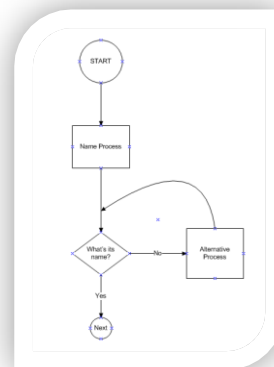 START
Name Process
What's its
name?
No
Alternative
Process
Yes
Next